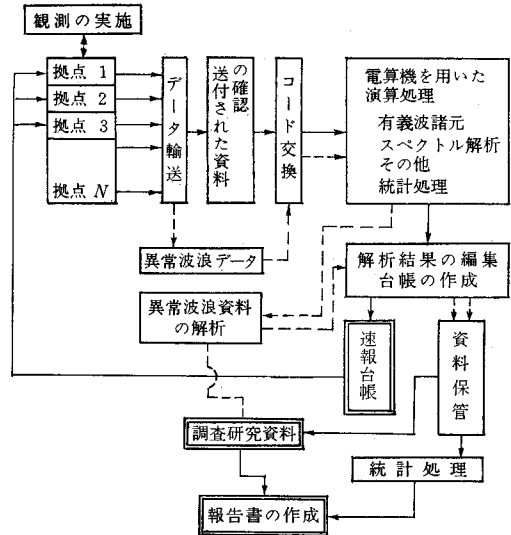 観測の実施
拠点 1
拠点 2
拠点 3
拠点 N
データ輸送
送付された資料
の確認
コード交換
電算機を用いた
演算処理
有義波諸元
スペクトル解析
その他
統計処理
異常波浪データ
解析結果の編集
台帳の作成
異常波浪資料
の解析
速報台帳
資料保管
調査研究資料
統計処理
報告書の作成